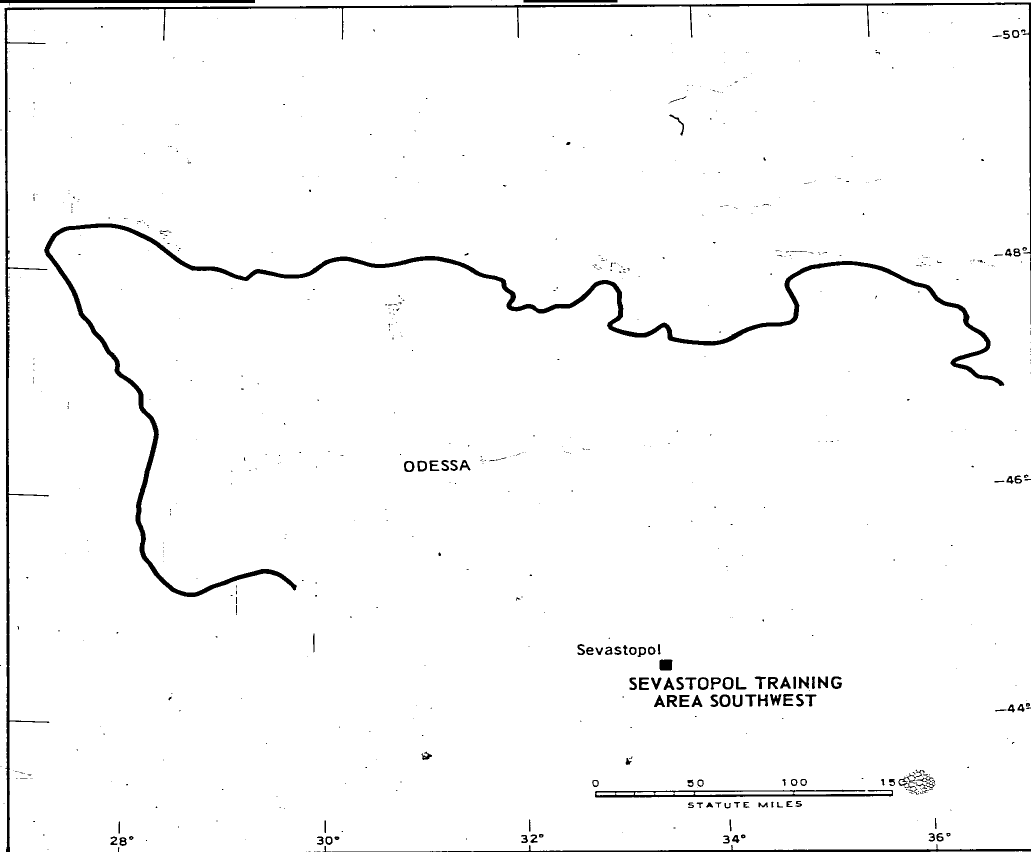 50°
48°
ODESSA
46°
Sevastopol
SEVASTOPOL TRAINING
AREA SOUTHWEST
44°
0 50 100 150
STATUTE MILES
28° 30° 32° 34° 36°